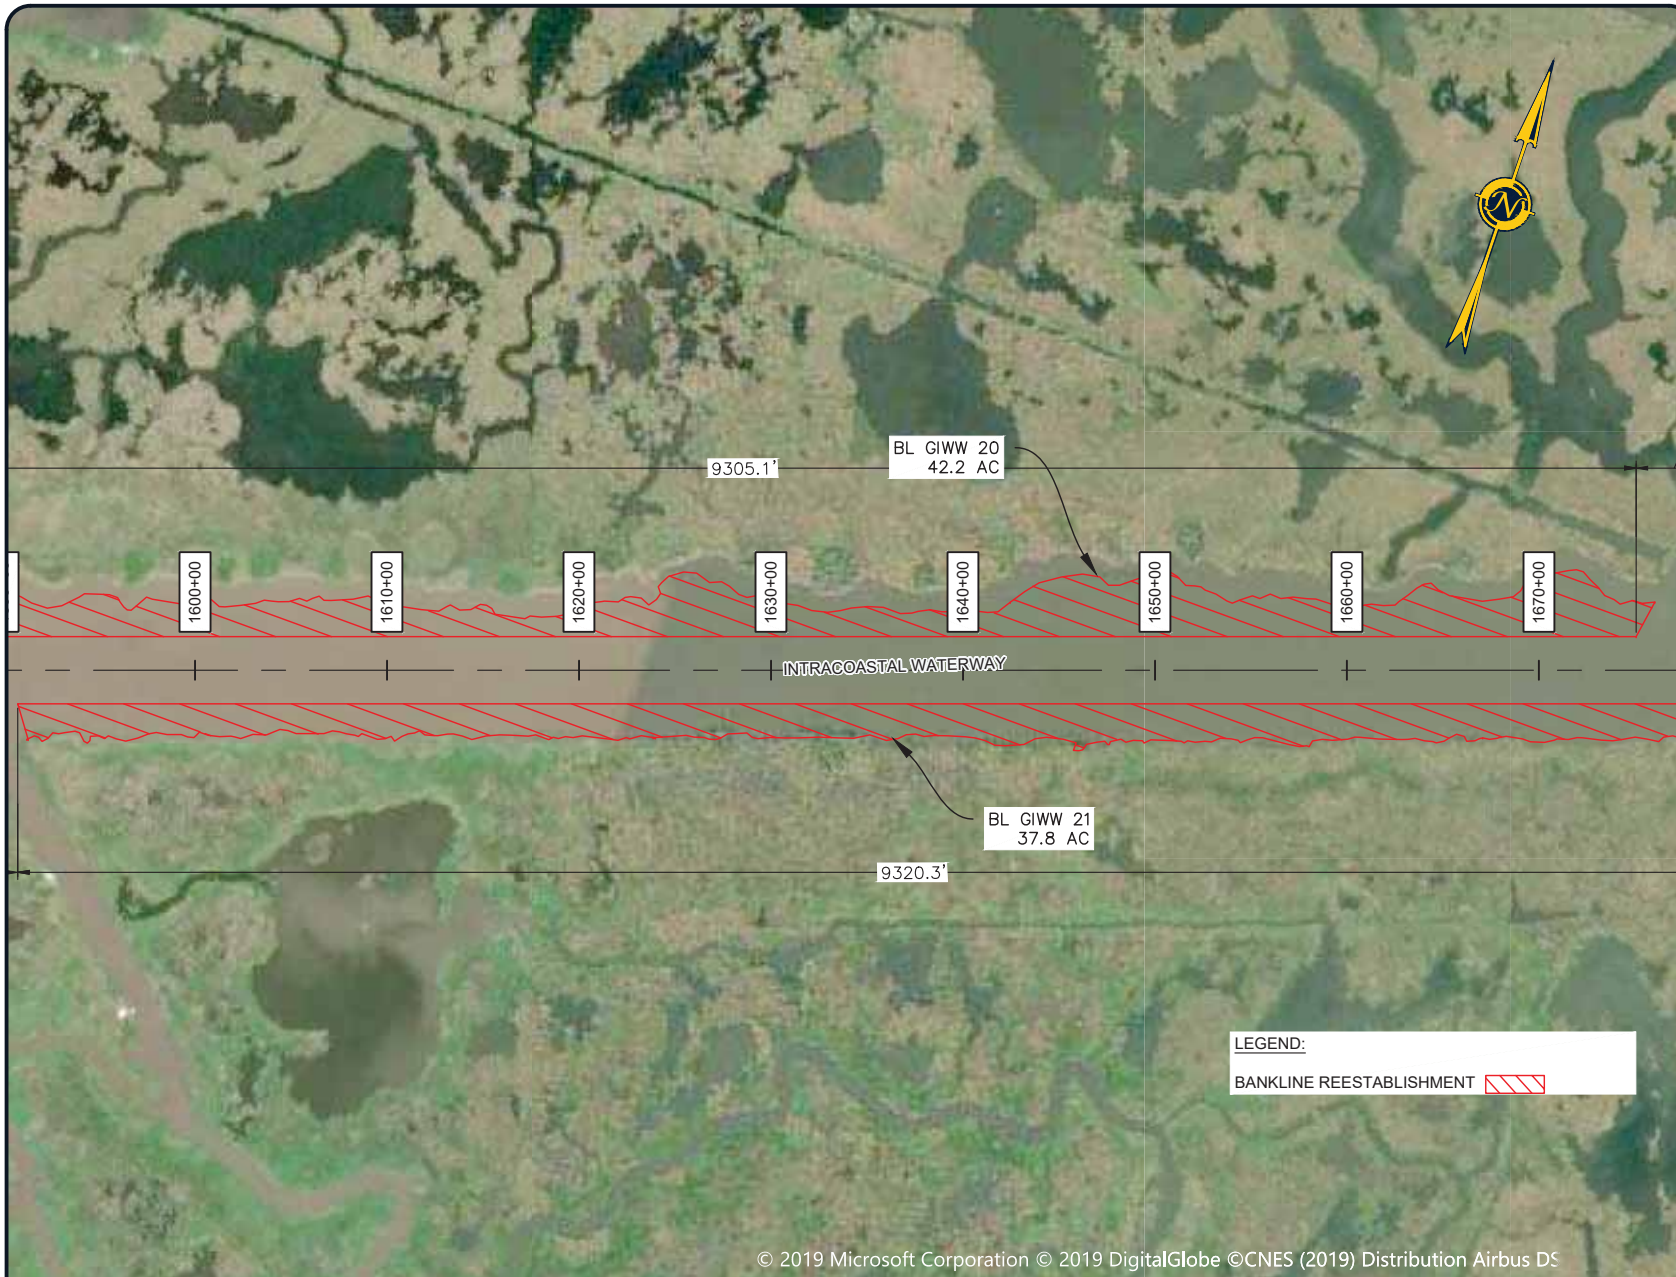 N
BL GIWW 20
42.2 AC
9305.1'
1600+00
1610+00
1620+00
1630+00
1640+00
1650+00
1660+00
1670+00
INTRACOASTAL WATERWAY
BL GIWW 21
37.8 AC
9320.3'
LEGEND:
BANKLINE REESTABLISHMENT
© 2019 Microsoft Corporation © 2019 DigitalGlobe ©CNES (2019) Distribution Airbus DS